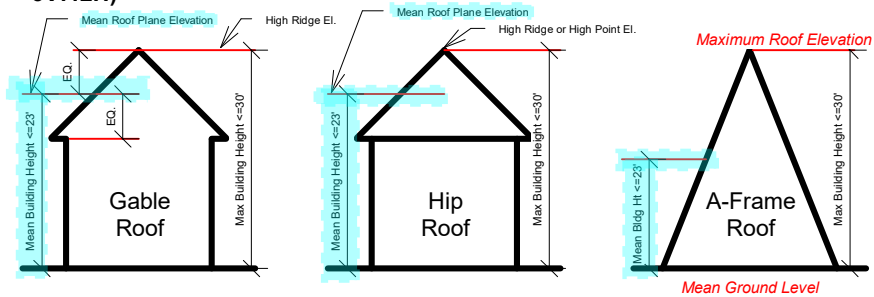 Mean Roof Plane Elevation
High Ridge El.
EQ.
EQ.
Mean Building Height <=23'
Max Building Height <=30'
Gable
Roof
Mean Roof Plane Elevation
High Ridge or High Point El.
Mean Building Height <=23'
Max Building Height <=30'
Hip
Roof
Maximum Roof Elevation
Mean Bldg Ht <=23'
Max Building Height <=30'
A-Frame
Roof
Mean Ground Level